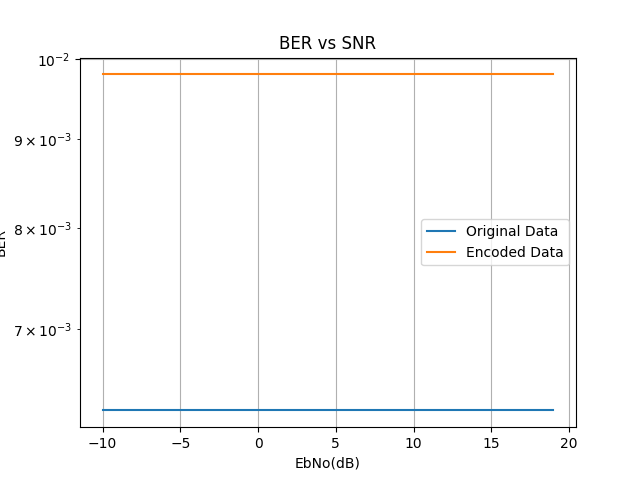 BER vs SNR
10⁻²
9 × 10⁻³
8 × 10⁻³
7 × 10⁻³
BER
Original Data
Encoded Data
−10 −5 0 5 10 15 20
EbNo(dB)